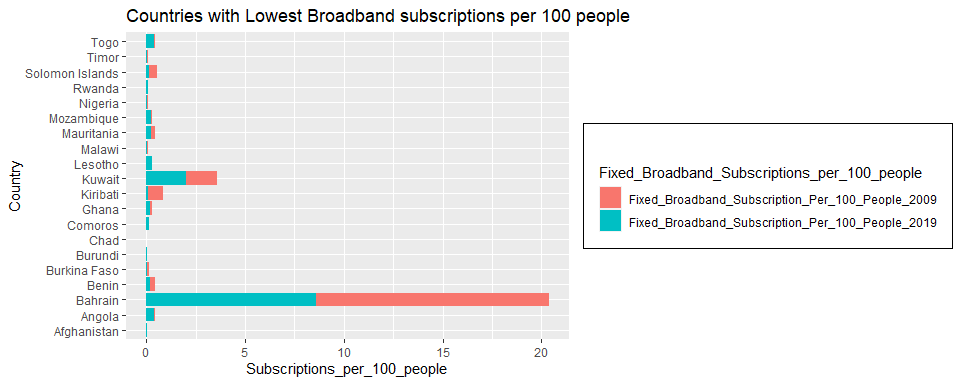 Countries with Lowest Broadband subscriptions per 100 people
Togo
Timor
Solomon Islands
Rwanda
Nigeria
Mozambique
Mauritania
Malawi
Lesotho
Kuwait
Kiribati
Ghana
Comoros
Chad
Burundi
Burkina Faso
Benin
Bahrain
Angola
Afghanistan
Country
0 5 10 15 20
Subscriptions_per_100_people
Fixed_Broadband_Subscriptions_per_100_people
Fixed_Broadband_Subscription_Per_100_People_2009
Fixed_Broadband_Subscription_Per_100_People_2019